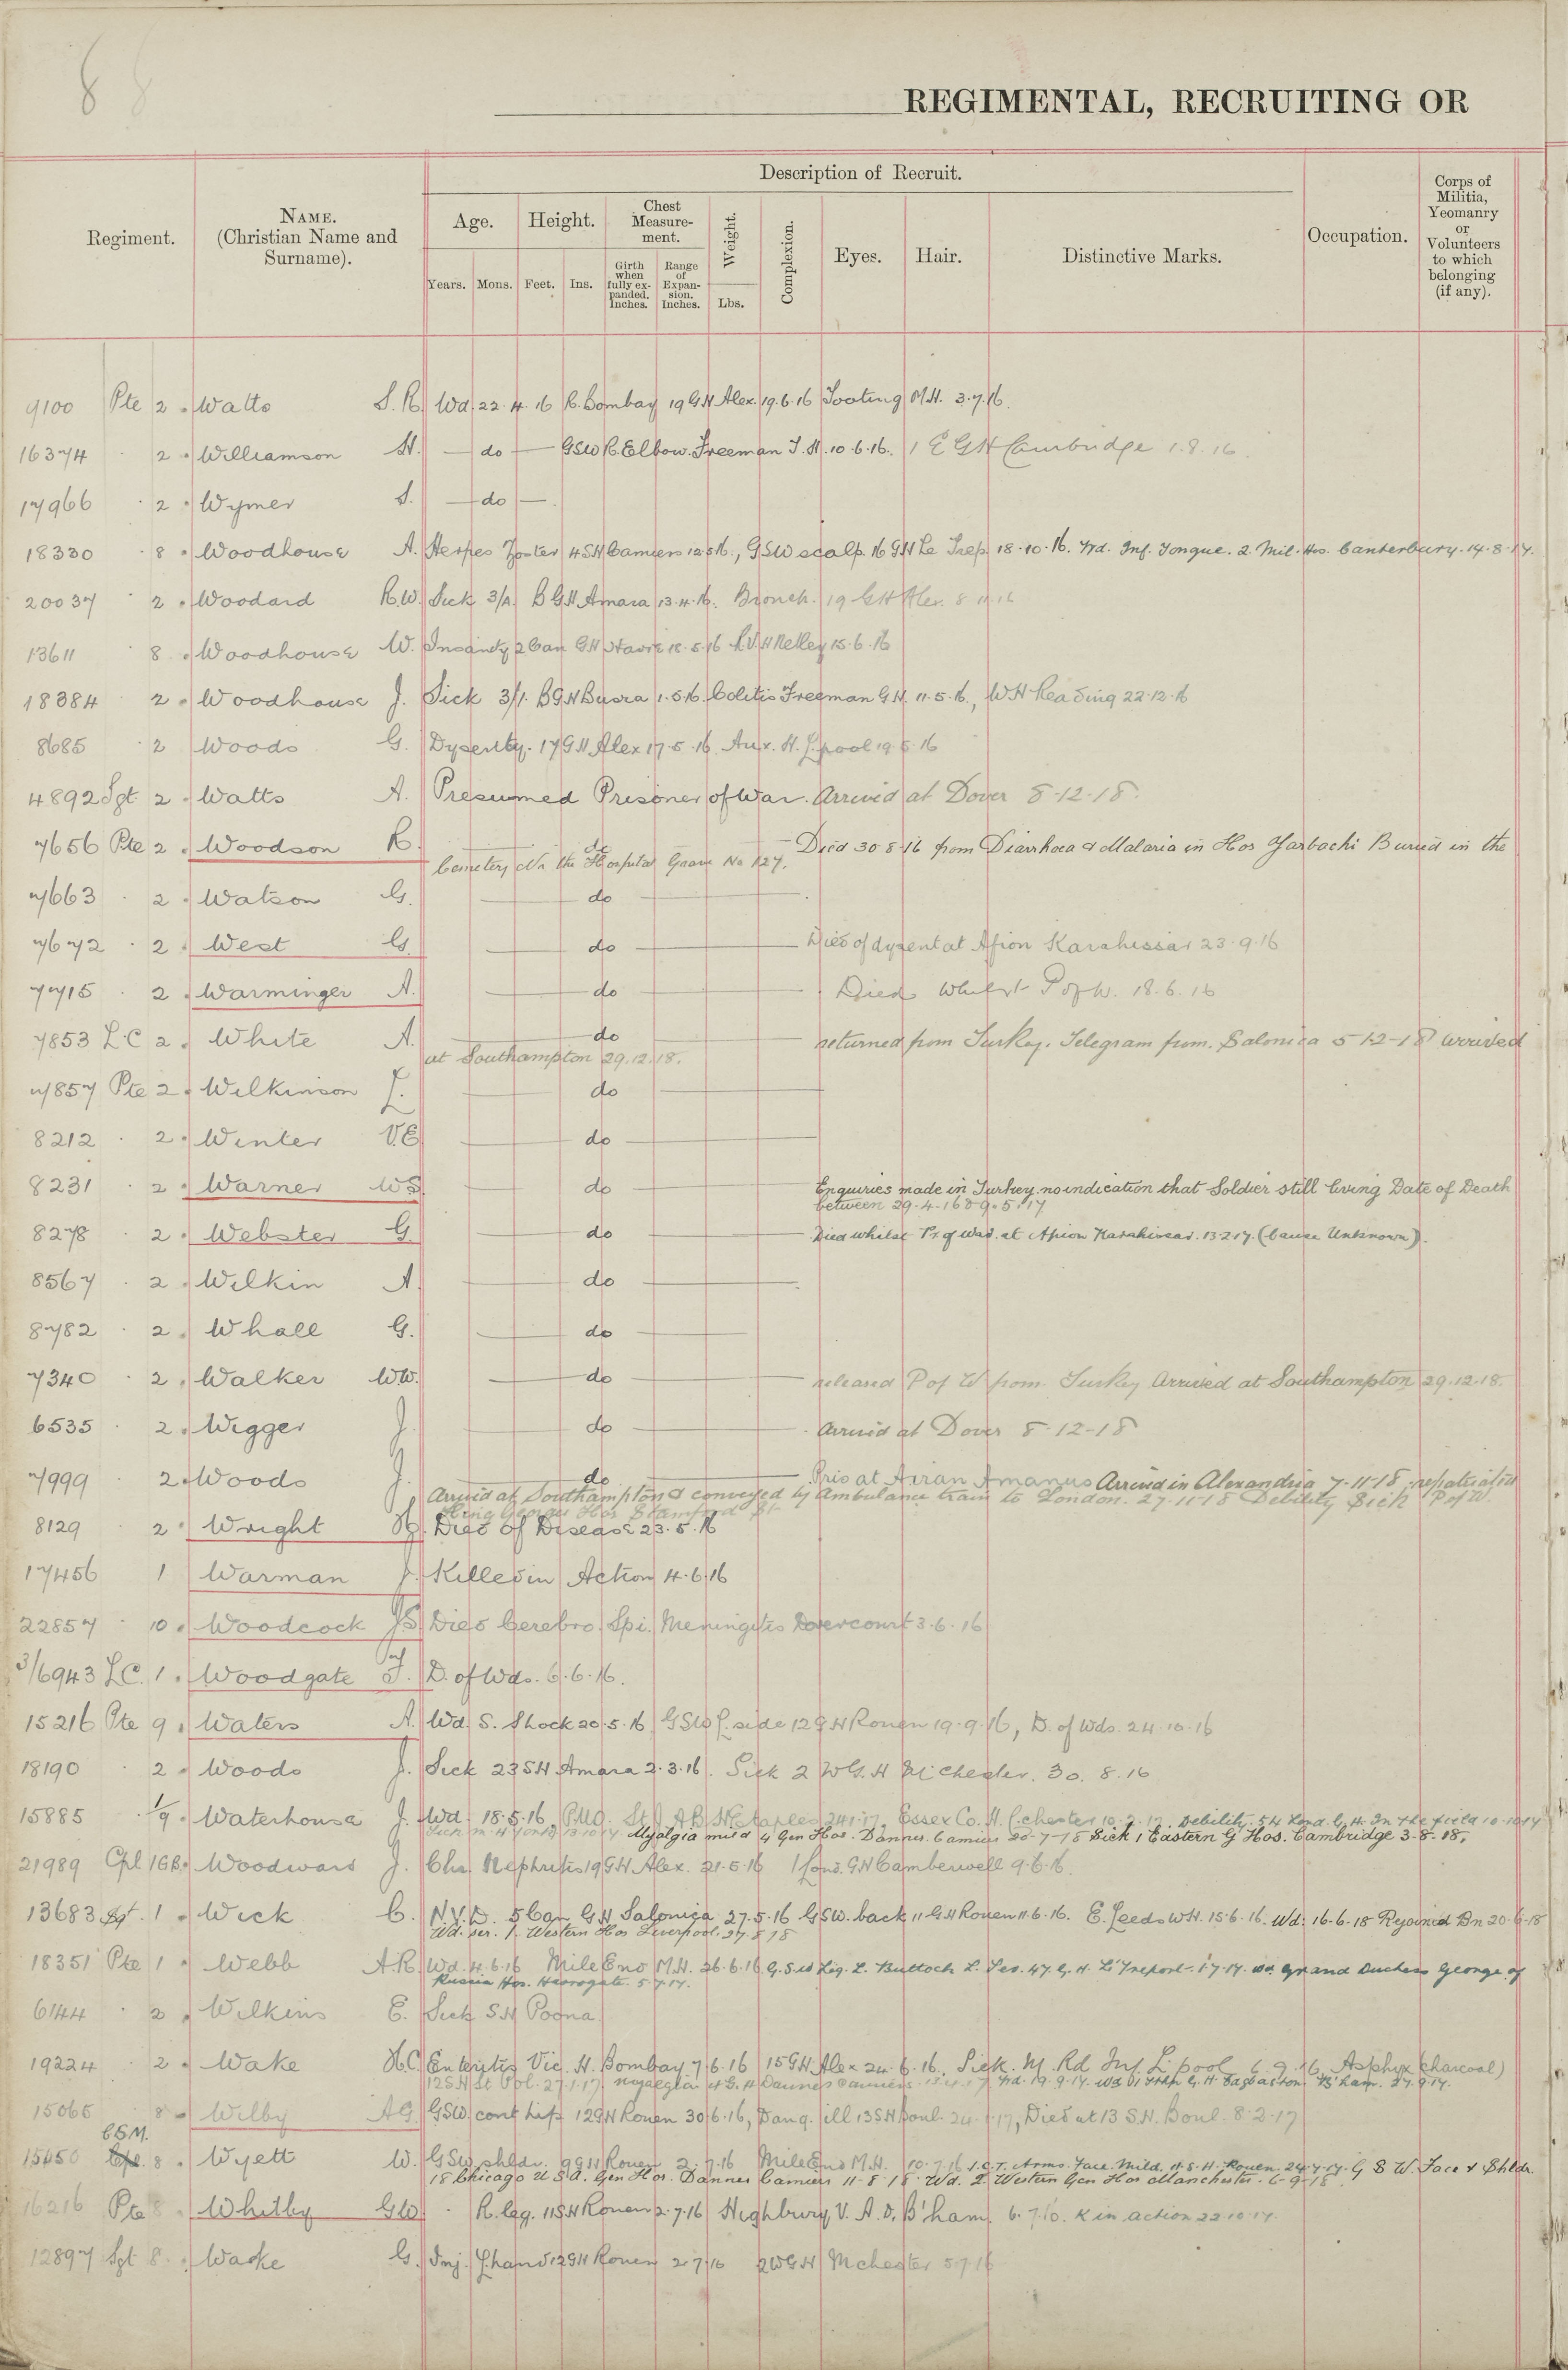 8
REGIMENTAL, RECRUITING OR
Regiment.
NAME. (Christian Name and Surname).
Description of Recruit.
Age.
Years. Mons.
Height.
Feet. Ins.
Chest Measure-ment.
Girth when fully ex-panded. Inches.
Range of Expan-sion. Inches.
Weight.
Lbs.
Complexion.
Eyes.
Hair.
Distinctive Marks.
Occupation.
Corps of Militia, Yeomanry or Volunteers to which belonging (if any).
9100 Pte 2 Watts S.R. Wd. 22.4.16 R. Bombay 19 GH Alex. 19.6.16 Tooting M.H. 3.7.16.
16374 2 Williamson H. — do — GSW R. Elbow. Freeman T.H. 10.6.16. 1 E GH Cambridge 1.8.16.
17966 2 Wymer S. — do —
18330 8 Woodhouse A. Herpes Zoster 4 SH Camiers 12.5.16., GSW scalp. 16 GH Le Trep. 18.10.16. Wd. Inf. Tongue. 2 Mil. Hos. Canterbury. 14.8.17.
20037 2 Woodard R.W. Sick 3/A. BGH Amara 13.4.16. Bronch. 19 GH Alex. 8.11.16
13611 8 Woodhouse W. Insanity 2 Can GH Havre 18.5.16 R.V.H Netley 15.6.16
18384 2 Woodhouse J. Sick 3/1. BGH Busra 1.5.16. Colitis Freeman G.H. 11.5.16., WH Reading 22.12.16
8685 2 Woods G. Dysentry. 17 GH Alex 17.5.16. Aux. H. L'pool 19.5.16
4892 Sgt 2 Watts A. Presumed Prisoner of War. Arrived at Dover 8-12-18.
7656 Pte 2 Woodson R. — do — Died 30-8-16 from Diarrhoea & Malaria in Hos Yarbachi Buried in the
Cemetery Nr the Hospital Grave No 127.
7663 2 Watson G. — do —
7672 2 West G. — do — Died of dysent at Afion Karahissar 23.9.16
7715 2 Warminger A. — do — Died whilst P of W. 18.6.16
7853 L.C 2 White A. — do — returned from Turkey. Telegram from. Salonica 5-12-18 arrived
at Southampton 29.12.18.
7857 Pte 2 Wilkinson J. — do —
8212 2 Winter V.E — do —
8231 2 Warner W.S. — do — Enquiries made in Turkey no indication that Soldier still living Date of Death
between 29-4-16 & 9.5.17
8278 2 Webster G. — do — Died whilst Pr of War. at Afion Karahissar. 13.2.17. (Cause Unknown).
8567 2 Wilkin A. — do —
8782 2 Whall G. — do —
7340 2 Walker W.W. — do — released P of W from Turkey Arrived at Southampton 29.12.18.
6535 2 Wigger J. — do — Arrived at Dover 8-12-18
7999 2 Woods J. — do — Pris at Airan Amanus Arrived in Alexandria 7-11-18. repatriated
Arrived at Southampton & conveyed by Ambulance train to London. 27-11-18 Debility Sick P of W.
King Georges Hos Stamford St
8129 2 Wright H. Died of Disease 23.5.16
17456 1 Warman J. Killed in Action 4.6.16
22857 10 Woodcock J.S. Died Cerebro. Spi. Meningitis Dovercourt 3.6.16
3/6943 L.C. 1 Woodgate F. D. of Wds. 6.6.16.
15216 Pte 9 Waters A. Wd. S. Shock 20.5.16 GSW L. side 12 GH Rouen 19.9.16, D. of Wds. 24.10.16
18190 2 Woods J. Sick 23 SH Amara 2.3.16. Sick 2 WG.H M'chester. 30.8.16
15885 1/9 Waterhouse J. Wd. 18.5.16, St J.A.B. H Etaples 24.1.17, Essex Co. H. C'chester 10.2.17. Debility. 54 Lond. G.H. In the field 10.10.17
Myalgia mild 4 Gen Hos. Dannes. Camiers 20-7-18 Sick 1 Eastern G Hos. Cambridge 3-8-18,
21989 Cpl 1GB. Woodward J. Chr. Nephritis 19 GH Alex. 21.5.16 1 Lond. GH Camberwell 9.6.16.
13683 Sgt. 1 Wick C. N.Y.D. 5 Can GH Salonica 27.5.16 GSW. back 11 GH Rouen 11.6.16. E. Leeds WH. 15.6.16. Wd: 16-6-18 Rejoined Bn 20-6-18
Wd. ser. 1. Western Hos Liverpool. 27.8.18
18351 Pte 1 Webb A.R. Wd. 4.6.16 Mile End M.H. 26.6.16 G.S.W Leg. L. Buttock L. Sev. 47. G.H. Le Treport. 1.7.17. Grand Duchess George of
Russia Hos. Harrogate. 5.7.17.
6144 2 Wilkins E. Sick S.H Poona
19224 2 Wake H.C. Enteritis Vic. H. Bombay 7.6.16 15 GH Alex 24.6.16. Sick. M. Rd Inf. L'pool 6.9.16. Asphyx (charcoal)
12 SH St Pol. 27.1.17. Myalgia 4 G.H Dannes Camiers Wd. 19.9.17. G.H. Edgbaston B'ham. 27.9.17.
15065 8 Wilby A.G. GSW cont Lip. 12 GH Rouen 30.6.16, Dang. ill 13 SH Boul. 24.1.17, Died at 13 S.H. Boul. 8.2.17
CSM.
15450 8 Wyett W. GSW shldr. 9 GH Rouen 2.7.16 Mile End M.H. 10.7.16 I.C.T. Arms. Face. Mild. 11.S.H. Rouen. 24.7.17. G S W. Face & Shldr.
18 Chicago U S A. Gen Hos. Dannes Camiers 11-8-18. Wd. 2. Western Gen Hos Manchester. 6-9-18.
16216 Pte 8 Whitby G.W. R. leg. 11 SH Rouen 2.7.16 Highbury V.A.D. B'ham. 6.7.16. K in action 22.10.17.
12897 Sgt 8 Warke G. Inj. L. hand 12 GH Rouen 2.7.16 2 WGH Mchester 5.7.16